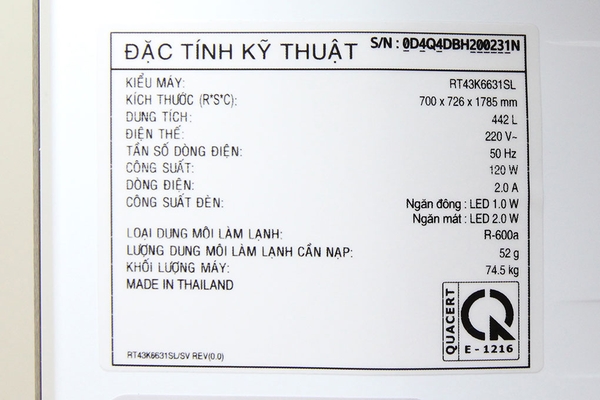 ĐẶC TÍNH KỸ THUẬT S/N : 0D4Q4DBH200231N
KIỂU MÁY: RT43K6631SL
KÍCH THƯỚC (R*S*C): 700 x 726 x 1785 mm
DUNG TÍCH: 442 L
ĐIỆN THẾ: 220 V~
TẦN SỐ DÒNG ĐIỆN: 50 Hz
CÔNG SUẤT: 120 W
DÒNG ĐIỆN: 2.0 A
CÔNG SUẤT ĐÈN: Ngăn đông : LED 1.0 W
Ngăn mát : LED 2.0 W
LOẠI DUNG MÔI LÀM LẠNH: R-600a
LƯỢNG DUNG MÔI LÀM LẠNH CẦN NẠP: 52 g
KHỐI LƯỢNG MÁY: 74.5 kg
MADE IN THAILAND
QUACERT
E - 1216
RT43K6631SL/SV REV(0.0)